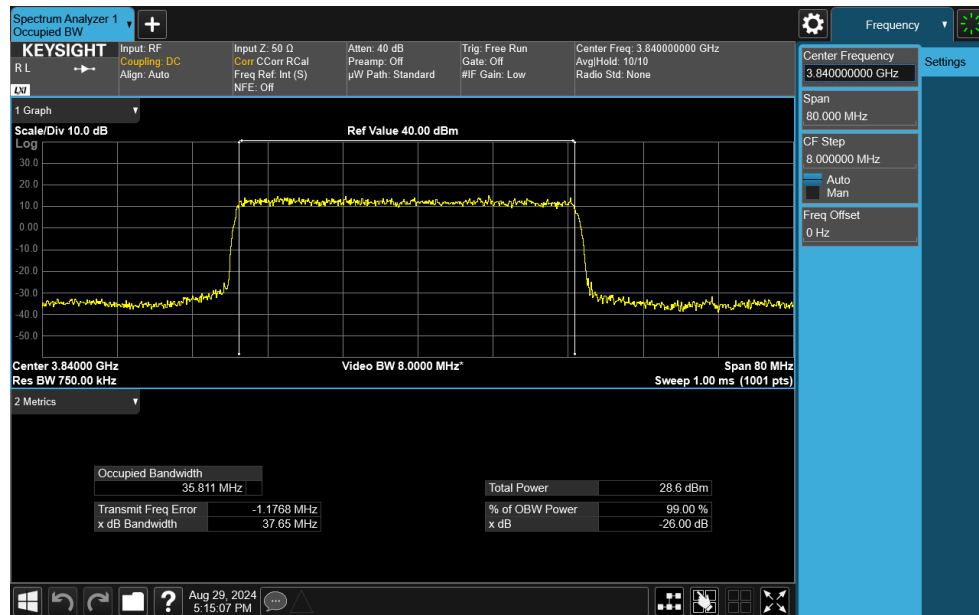 Spectrum Analyzer 1
Occupied BW
+
Frequency
KEYSIGHT
R L
LXI
Input: RF
Coupling: DC
Align: Auto
Input Z: 50 Ω
Corr CCorr RCal
Freq Ref: Int (S)
NFE: Off
Atten: 40 dB
Preamp: Off
µW Path: Standard
Trig: Free Run
Gate: Off
#IF Gain: Low
Center Freq: 3.840000000 GHz
Avg|Hold: 10/10
Radio Std: None
Center Frequency
3.840000000 GHz
Settings
Span
80.000 MHz
CF Step
8.000000 MHz
Auto
Man
Freq Offset
0 Hz
1 Graph
Scale/Div 10.0 dB
Ref Value 40.00 dBm
Log
30.0
20.0
10.0
0.00
-10.0
-20.0
-30.0
-40.0
-50.0
Center 3.84000 GHz
Video BW 8.0000 MHz*
Span 80 MHz
Res BW 750.00 kHz
Sweep 1.00 ms (1001 pts)
2 Metrics
Occupied Bandwidth
35.811 MHz
Total Power 28.6 dBm
Transmit Freq Error -1.1768 MHz
% of OBW Power 99.00 %
x dB Bandwidth 37.65 MHz
x dB -26.00 dB
?
Aug 29, 2024
5:15:07 PM